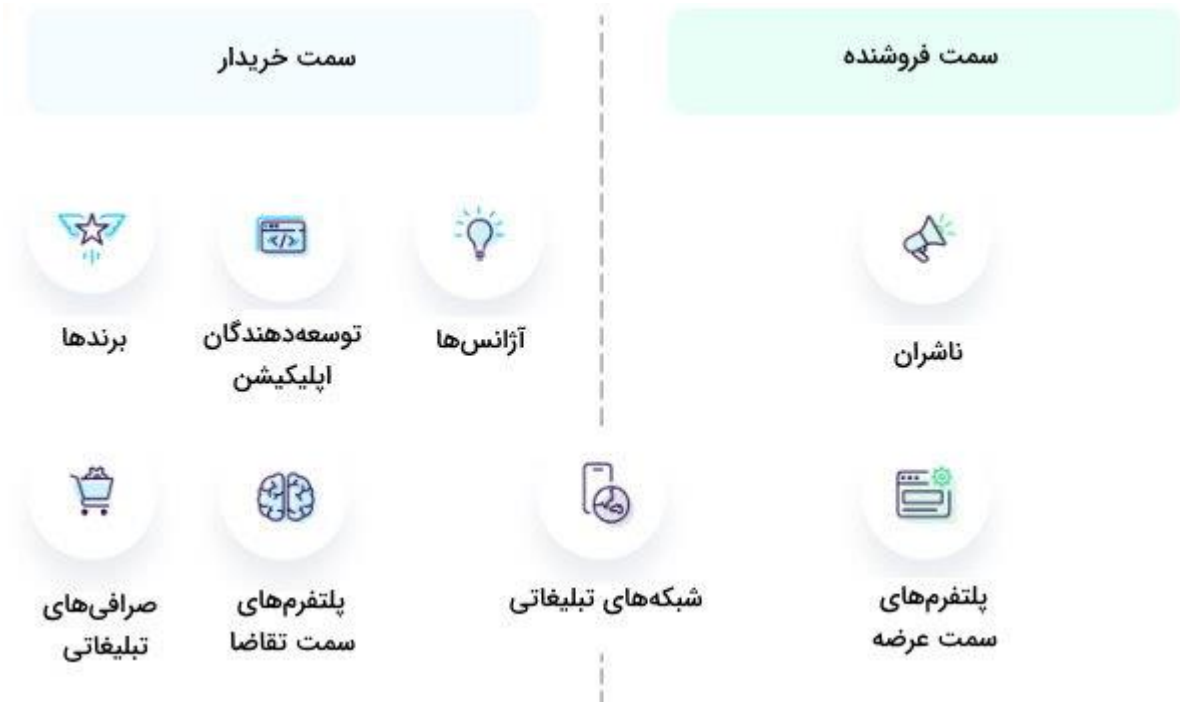 سمت فروشنده
سمت خریدار
ناشران
آژانس‌ها
توسعه‌دهندگان
اپلیکیشن
برندها
پلتفرم‌های
سمت عرضه
شبکه‌های تبلیغاتی
پلتفرم‌های
سمت تقاضا
صرافی‌های
تبلیغاتی